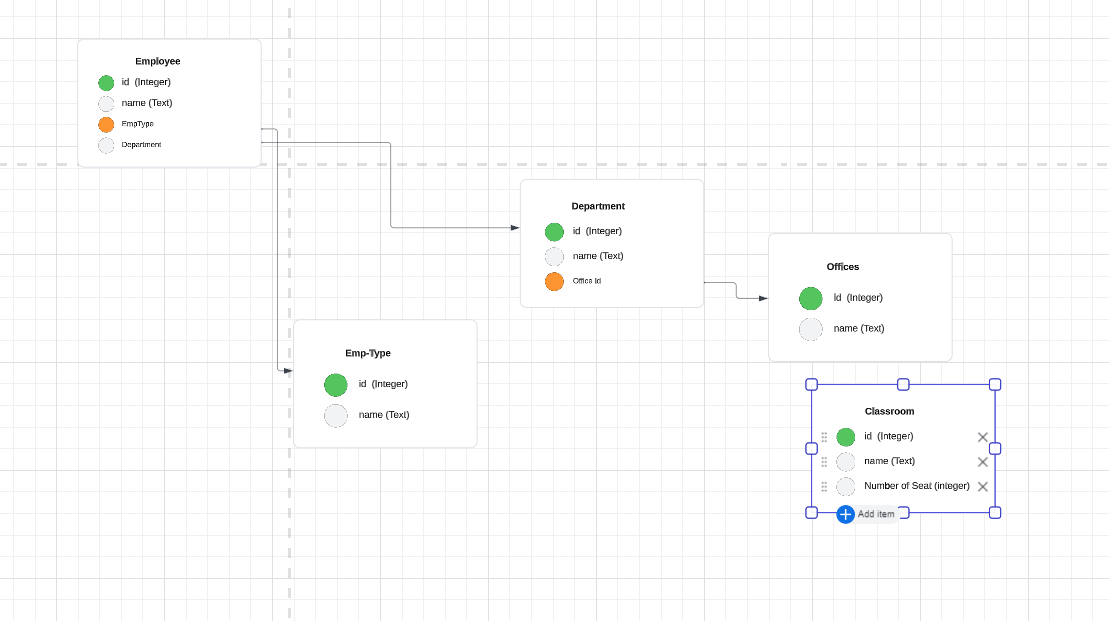 Employee
id (Integer)
name (Text)
EmpType
Department
Department
id (Integer)
name (Text)
Office Id
Offices
Id (Integer)
name (Text)
Emp-Type
id (Integer)
name (Text)
Classroom
id (Integer)
name (Text)
Number of Seat (integer)
Add item